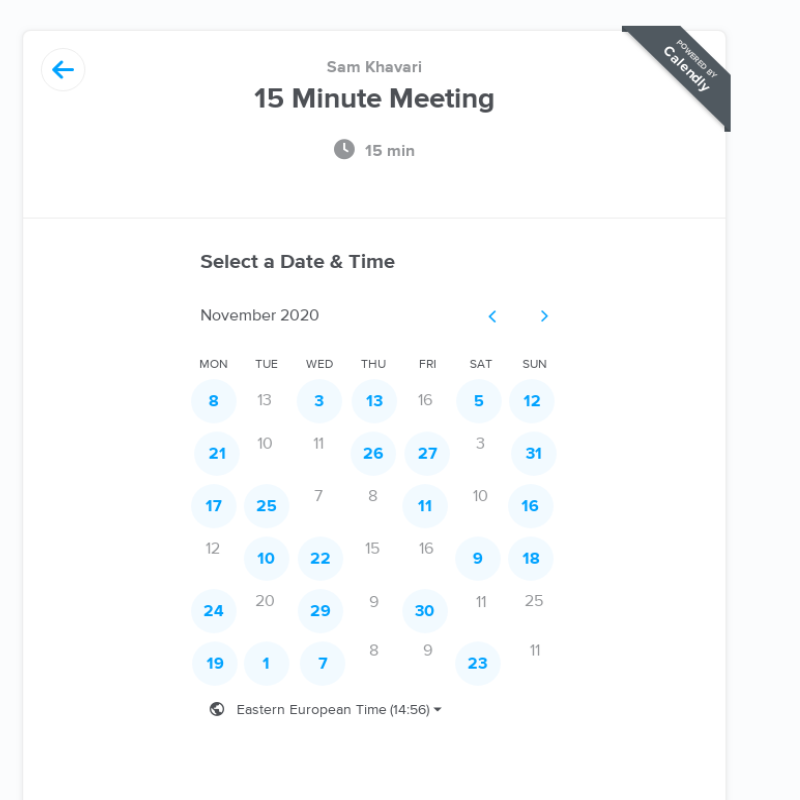 POWERED BY
Calendly
Sam Khavari
15 Minute Meeting
15 min
Select a Date & Time
November 2020
MON TUE WED THU FRI SAT SUN
8 13 3 13 16 5 12
21 10 11 26 27 3 31
17 25 7 8 11 10 16
12 10 22 15 16 9 18
24 20 29 9 30 11 25
19 1 7 8 9 23 11
Eastern European Time (14:56)